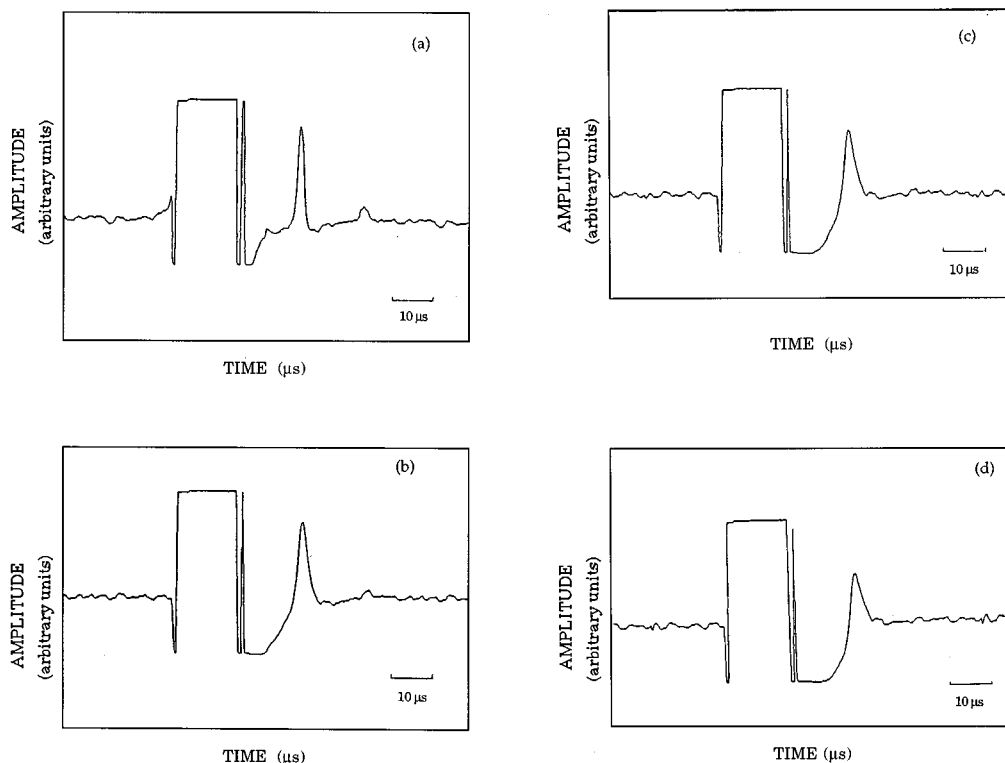 (a)
AMPLITUDE
(arbitrary units)
10 μs
TIME (μs)
(b)
AMPLITUDE
(arbitrary units)
10 μs
TIME (μs)
(c)
AMPLITUDE
(arbitrary units)
10 μs
TIME (μs)
(d)
AMPLITUDE
(arbitrary units)
10 μs
TIME (μs)